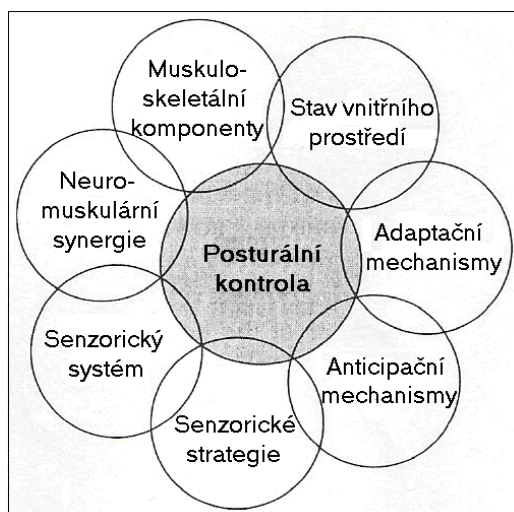 Muskulo-
skeletální
komponenty
Stav vnitřního
prostředí
Neuro-
muskulární
synergie
Posturální
kontrola
Adaptační
mechanismy
Senzorický
systém
Anticipační
mechanismy
Senzorické
strategie